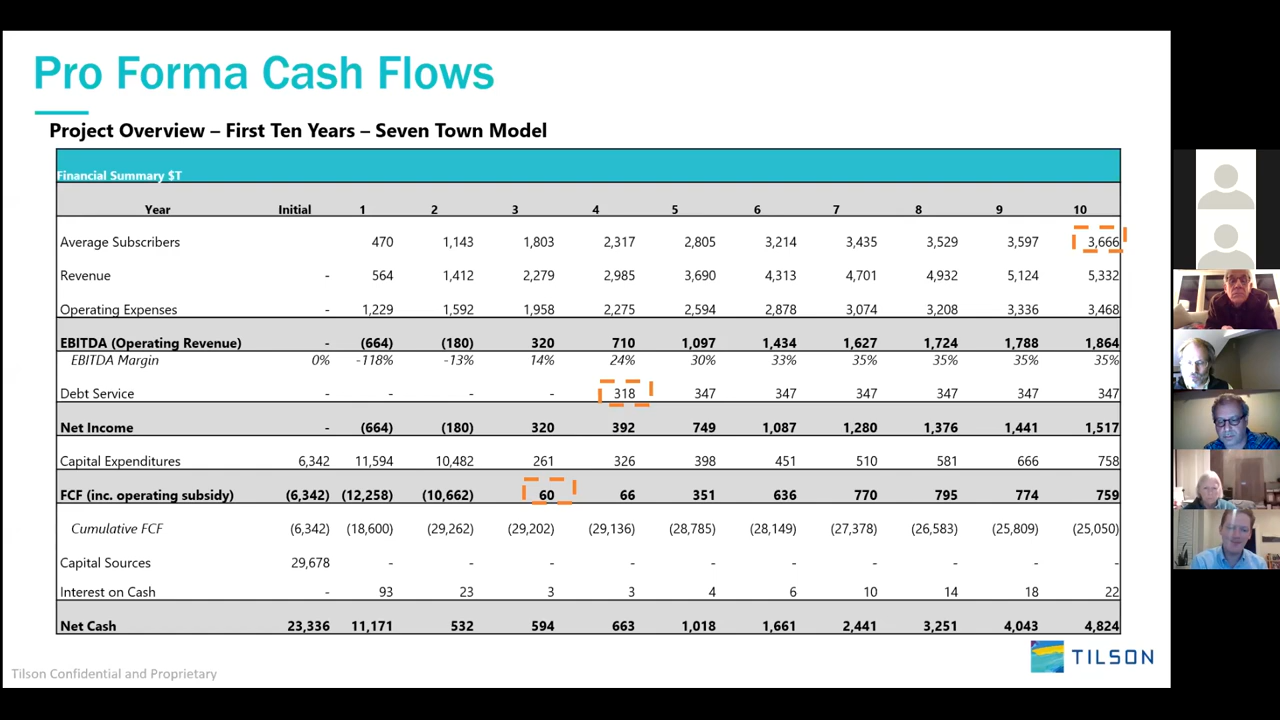 Pro Forma Cash Flows
Project Overview – First Ten Years – Seven Town Model
Financial Summary $T
Year Initial 1 2 3 4 5 6 7 8 9 10
Average Subscribers 470 1,143 1,803 2,317 2,805 3,214 3,435 3,529 3,597 3,666
Revenue - 564 1,412 2,279 2,985 3,690 4,313 4,701 4,932 5,124 5,332
Operating Expenses - 1,229 1,592 1,958 2,275 2,594 2,878 3,074 3,208 3,336 3,468
EBITDA (Operating Revenue) - (664) (180) 320 710 1,097 1,434 1,627 1,724 1,788 1,864
EBITDA Margin 0% -118% -13% 14% 24% 30% 33% 35% 35% 35% 35%
Debt Service - - - - 318 347 347 347 347 347 347
Net Income - (664) (180) 320 392 749 1,087 1,280 1,376 1,441 1,517
Capital Expenditures 6,342 11,594 10,482 261 326 398 451 510 581 666 758
FCF (inc. operating subsidy) (6,342) (12,258) (10,662) 60 66 351 636 770 795 774 759
Cumulative FCF (6,342) (18,600) (29,262) (29,202) (29,136) (28,785) (28,149) (27,378) (26,583) (25,809) (25,050)
Capital Sources 29,678 - - - - - - - - - -
Interest on Cash - 93 23 3 3 4 6 10 14 18 22
Net Cash 23,336 11,171 532 594 663 1,018 1,661 2,441 3,251 4,043 4,824
TILSON
Tilson Confidential and Proprietary